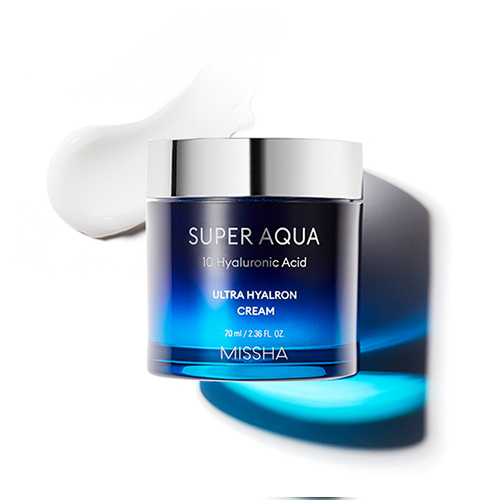 SUPER AQUA
10 Hyaluronic Acid
ULTRA HYALRON
CREAM
70 ml / 2.36 FL. OZ.
MISSHA